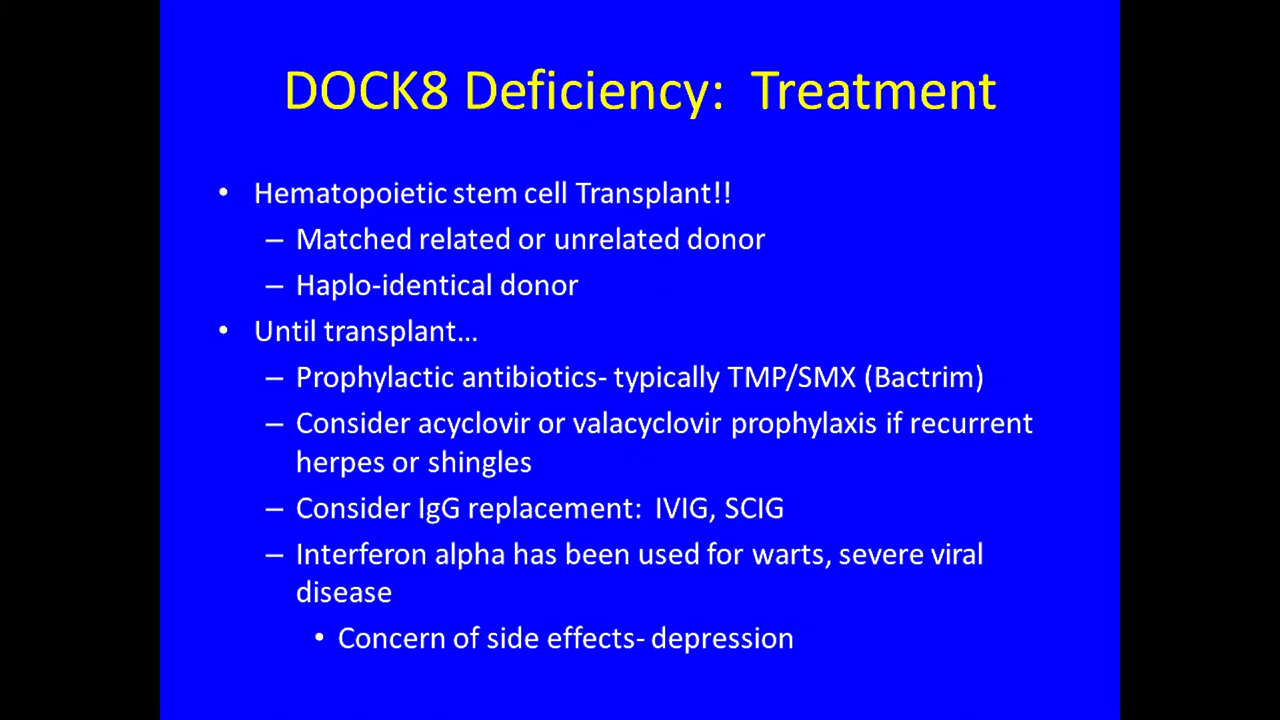 DOCK8 Deficiency: Treatment
• Hematopoietic stem cell Transplant!!
– Matched related or unrelated donor
– Haplo-identical donor
• Until transplant…
– Prophylactic antibiotics- typically TMP/SMX (Bactrim)
– Consider acyclovir or valacyclovir prophylaxis if recurrent
herpes or shingles
– Consider IgG replacement: IVIG, SCIG
– Interferon alpha has been used for warts, severe viral
disease
• Concern of side effects- depression